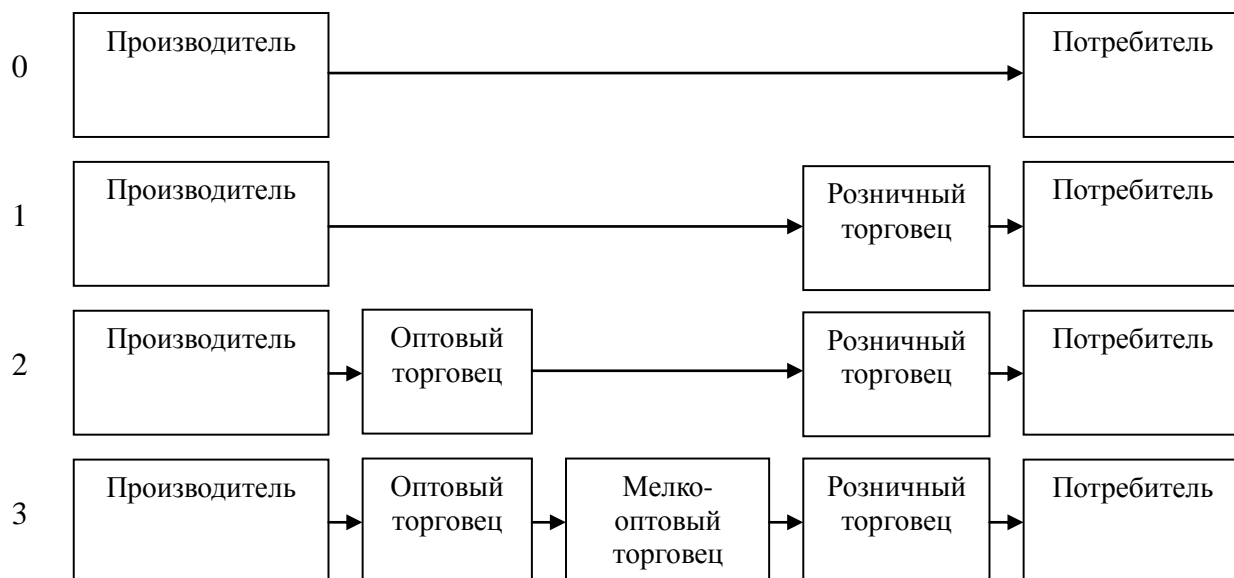 0
Производитель
Потребитель
1
Производитель
Розничный
торговец
Потребитель
2
Производитель
Оптовый
торговец
Розничный
торговец
Потребитель
3
Производитель
Оптовый
торговец
Мелко-
оптовый
торговец
Розничный
торговец
Потребитель